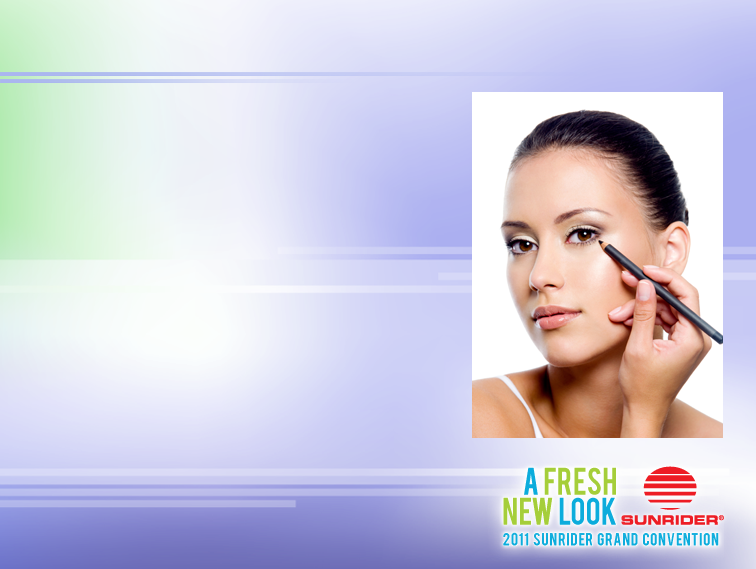 A FRESH
NEW LOOK
SUNRIDER®
2011 SUNRIDER GRAND CONVENTION